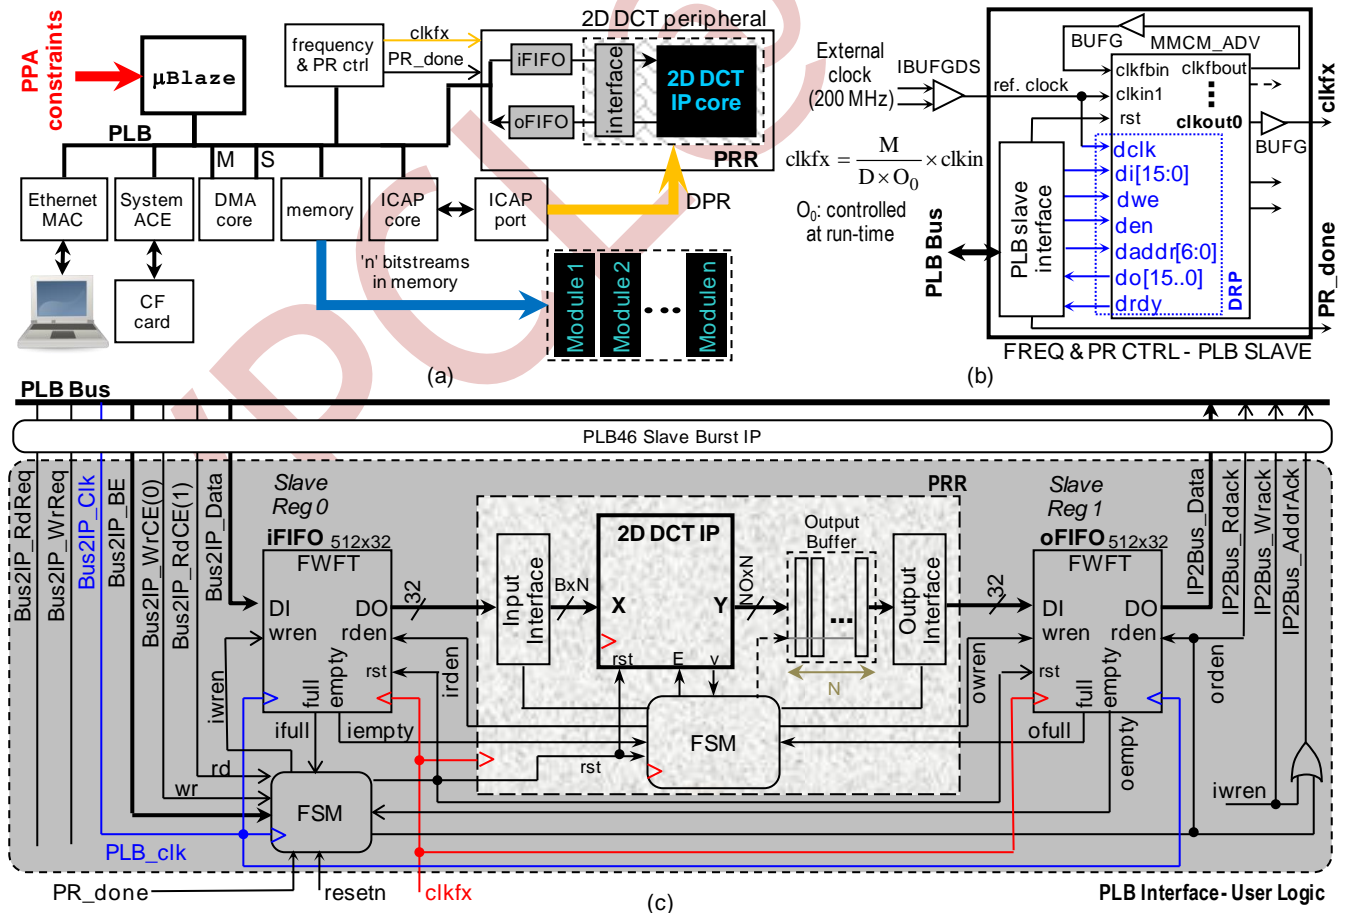 PPA
constraints
µBlaze
frequency
& PR ctrl
clkfx
PR_done
2D DCT peripheral
iFIFO
oFIFO
interface
2D DCT
IP core
PRR
PLB
M
S
Ethernet
MAC
System
ACE
DMA
core
memory
ICAP
core
ICAP
port
DPR
CF
card
'n' bitstreams
in memory
Module 1
Module 2
Module n
(a)
External
clock
(200 MHz)
IBUFGDS
ref. clock
BUFG
MMCM_ADV
clkfbin
clkfbout
clkin1
rst
clkout0
BUFG
clkfx
dclk
di[15:0]
dwe
den
daddr[6:0]
do[15..0]
drdy
DRP
PLB slave
interface
PLB Bus
PR_done
clkfx = M / D × O0 × clkin
O0: controlled
at run-time
FREQ & PR CTRL - PLB SLAVE
(b)
PLB Bus
PLB46 Slave Burst IP
Bus2IP_RdReq
Bus2IP_WrReq
Bus2IP_Clk
Bus2IP_BE
Bus2IP_WrCE(0)
Bus2IP_RdCE(1)
Bus2IP_Data
Slave
Reg 0
iFIFO 512x32
FWFT
DI
DO
wren
rden
rst
full
empty
32
iwren
irden
ifull
iempty
rd
wr
FSM
PLB_clk
PR_done
resetn
clkfx
PRR
Input
Interface
BxN
2D DCT IP
X
Y
rst
E
v
NOxN
Output
Buffer
N
Output
Interface
32
FSM
rst
owren
ofull
Slave
Reg 1
oFIFO 512x32
FWFT
DI
DO
wren
rden
rst
full
empty
oempty
orden
iwren
IP2Bus_Data
IP2Bus_Rdack
IP2Bus_Wrack
IP2Bus_AddrAck
PLB Interface - User Logic
(c)